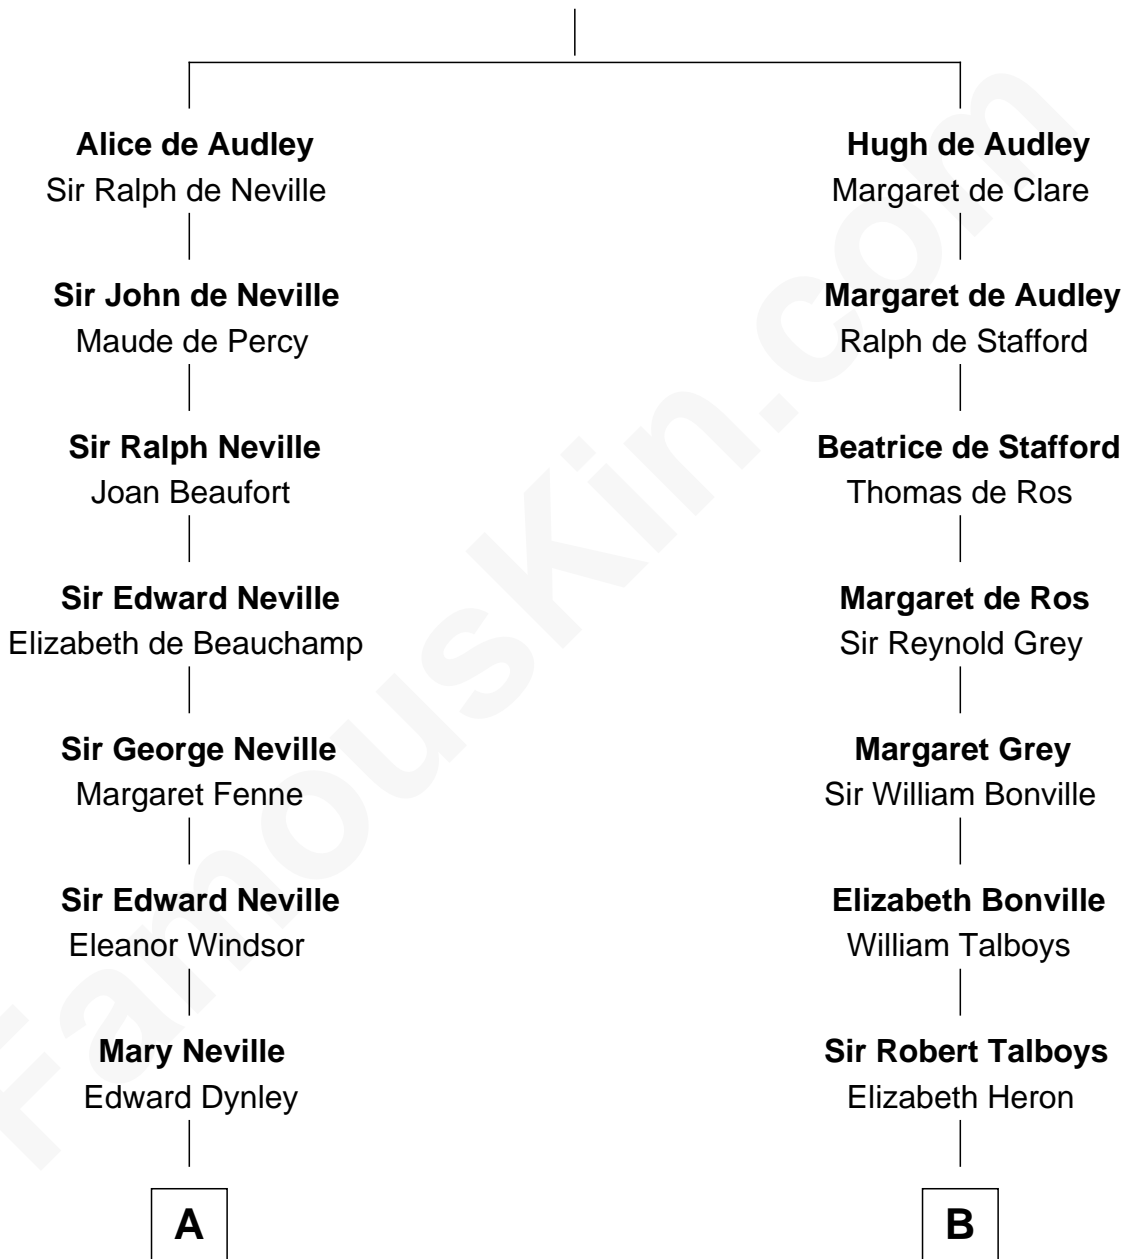 Alice de Audley
Sir Ralph de Neville
Sir John de Neville
Maude de Percy
Sir Ralph Neville
Joan Beaufort
Sir Edward Neville
Elizabeth de Beauchamp
Sir George Neville
Margaret Fenne
Sir Edward Neville
Eleanor Windsor
Mary Neville
Edward Dynley
A
Hugh de Audley
Margaret de Clare
Margaret de Audley
Ralph de Stafford
Beatrice de Stafford
Thomas de Ros
Margaret de Ros
Sir Reynold Grey
Margaret Grey
Sir William Bonville
Elizabeth Bonville
William Talboys
Sir Robert Talboys
Elizabeth Heron
B
FamousKin.com